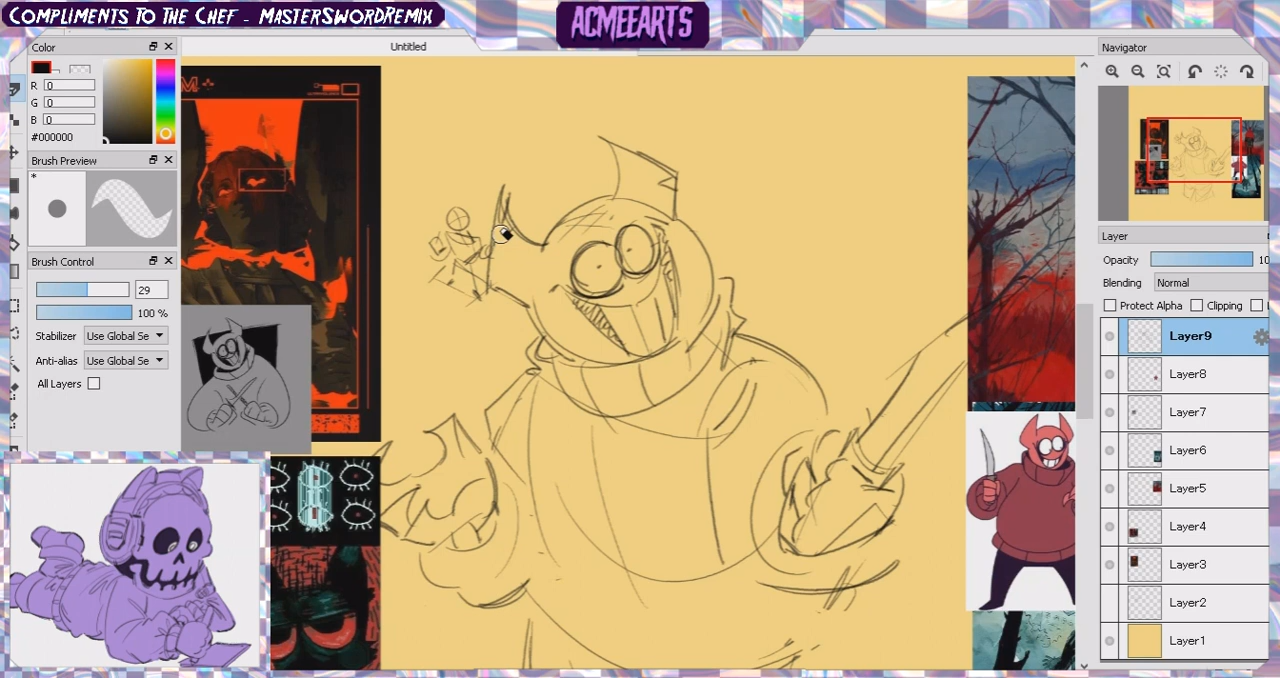 Compliments To The Chef - MasterSwordRemix
ACMEEARTS
Color
Untitled
Navigator
R 0
G 0
B 0
#000000
Brush Preview
*
Brush Control
29
100 %
Stabilizer Use Global Se
Anti-alias Use Global Se
All Layers
Layer
Opacity 10
Blending Normal
Protect Alpha Clipping
Layer9
Layer8
Layer7
Layer6
Layer5
Layer4
Layer3
Layer2
Layer1